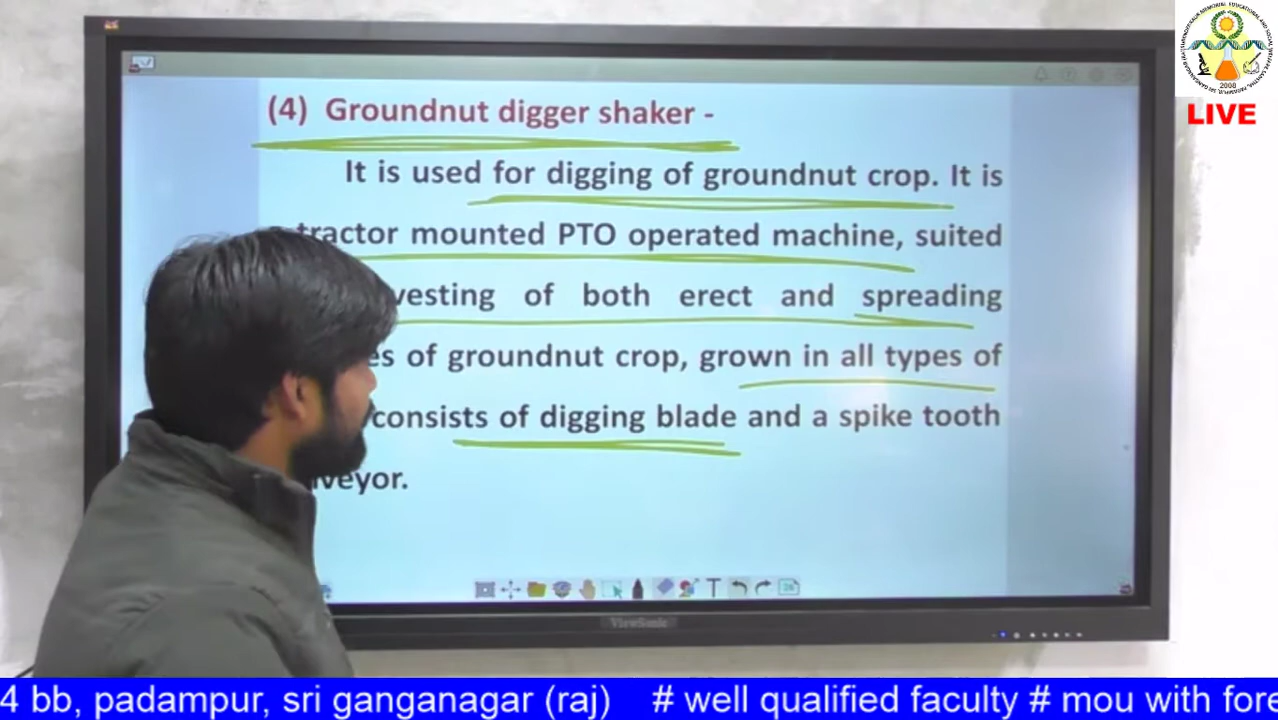 LIVE
2008
(4) Groundnut digger shaker -
It is used for digging of groundnut crop. It is
tractor mounted PTO operated machine, suited
of both erect and spreading
of groundnut crop, grown in all types of
consists of digging blade and a spike tooth
ViewSonic
4 bb, padampur, sri ganganagar (raj) # well qualified faculty # mou with fore